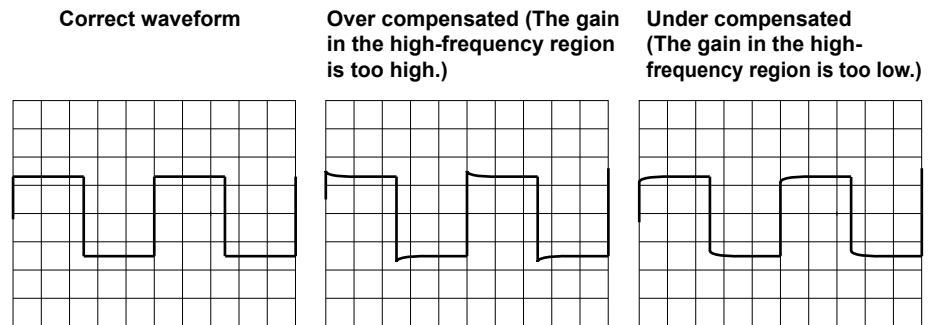 Correct waveform
Over compensated (The gain
in the high-frequency region
is too high.)
Under compensated
(The gain in the high-
frequency region is too low.)